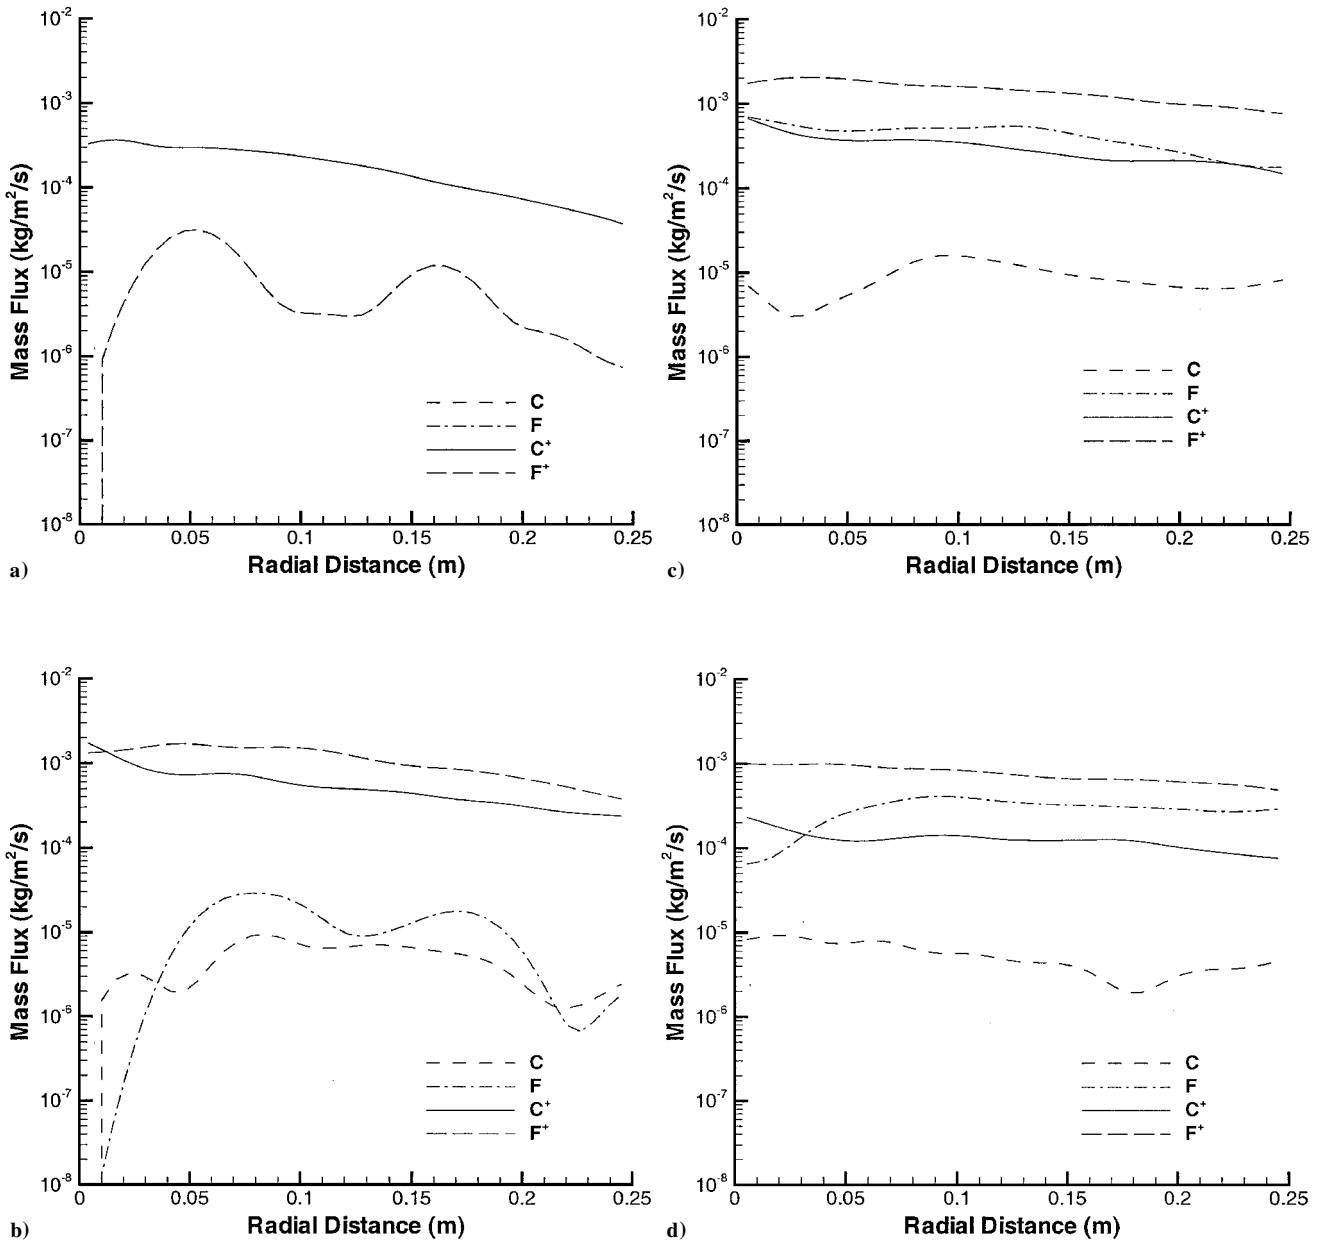 10⁻²
10⁻³
10⁻⁴
10⁻⁵
10⁻⁶
10⁻⁷
10⁻⁸
Mass Flux (kg/m²/s)
C
F
C⁺
F⁺
0 0.05 0.1 0.15 0.2 0.25
Radial Distance (m)
a)
10⁻²
10⁻³
10⁻⁴
10⁻⁵
10⁻⁶
10⁻⁷
10⁻⁸
Mass Flux (kg/m²/s)
C
F
C⁺
F⁺
0 0.05 0.1 0.15 0.2 0.25
Radial Distance (m)
c)
10⁻²
10⁻³
10⁻⁴
10⁻⁵
10⁻⁶
10⁻⁷
10⁻⁸
Mass Flux (kg/m²/s)
C
F
C⁺
F⁺
0 0.05 0.1 0.15 0.2 0.25
Radial Distance (m)
b)
10⁻²
10⁻³
10⁻⁴
10⁻⁵
10⁻⁶
10⁻⁷
10⁻⁸
Mass Flux (kg/m²/s)
C
F
C⁺
F⁺
0 0.05 0.1 0.15 0.2 0.25
Radial Distance (m)
d)